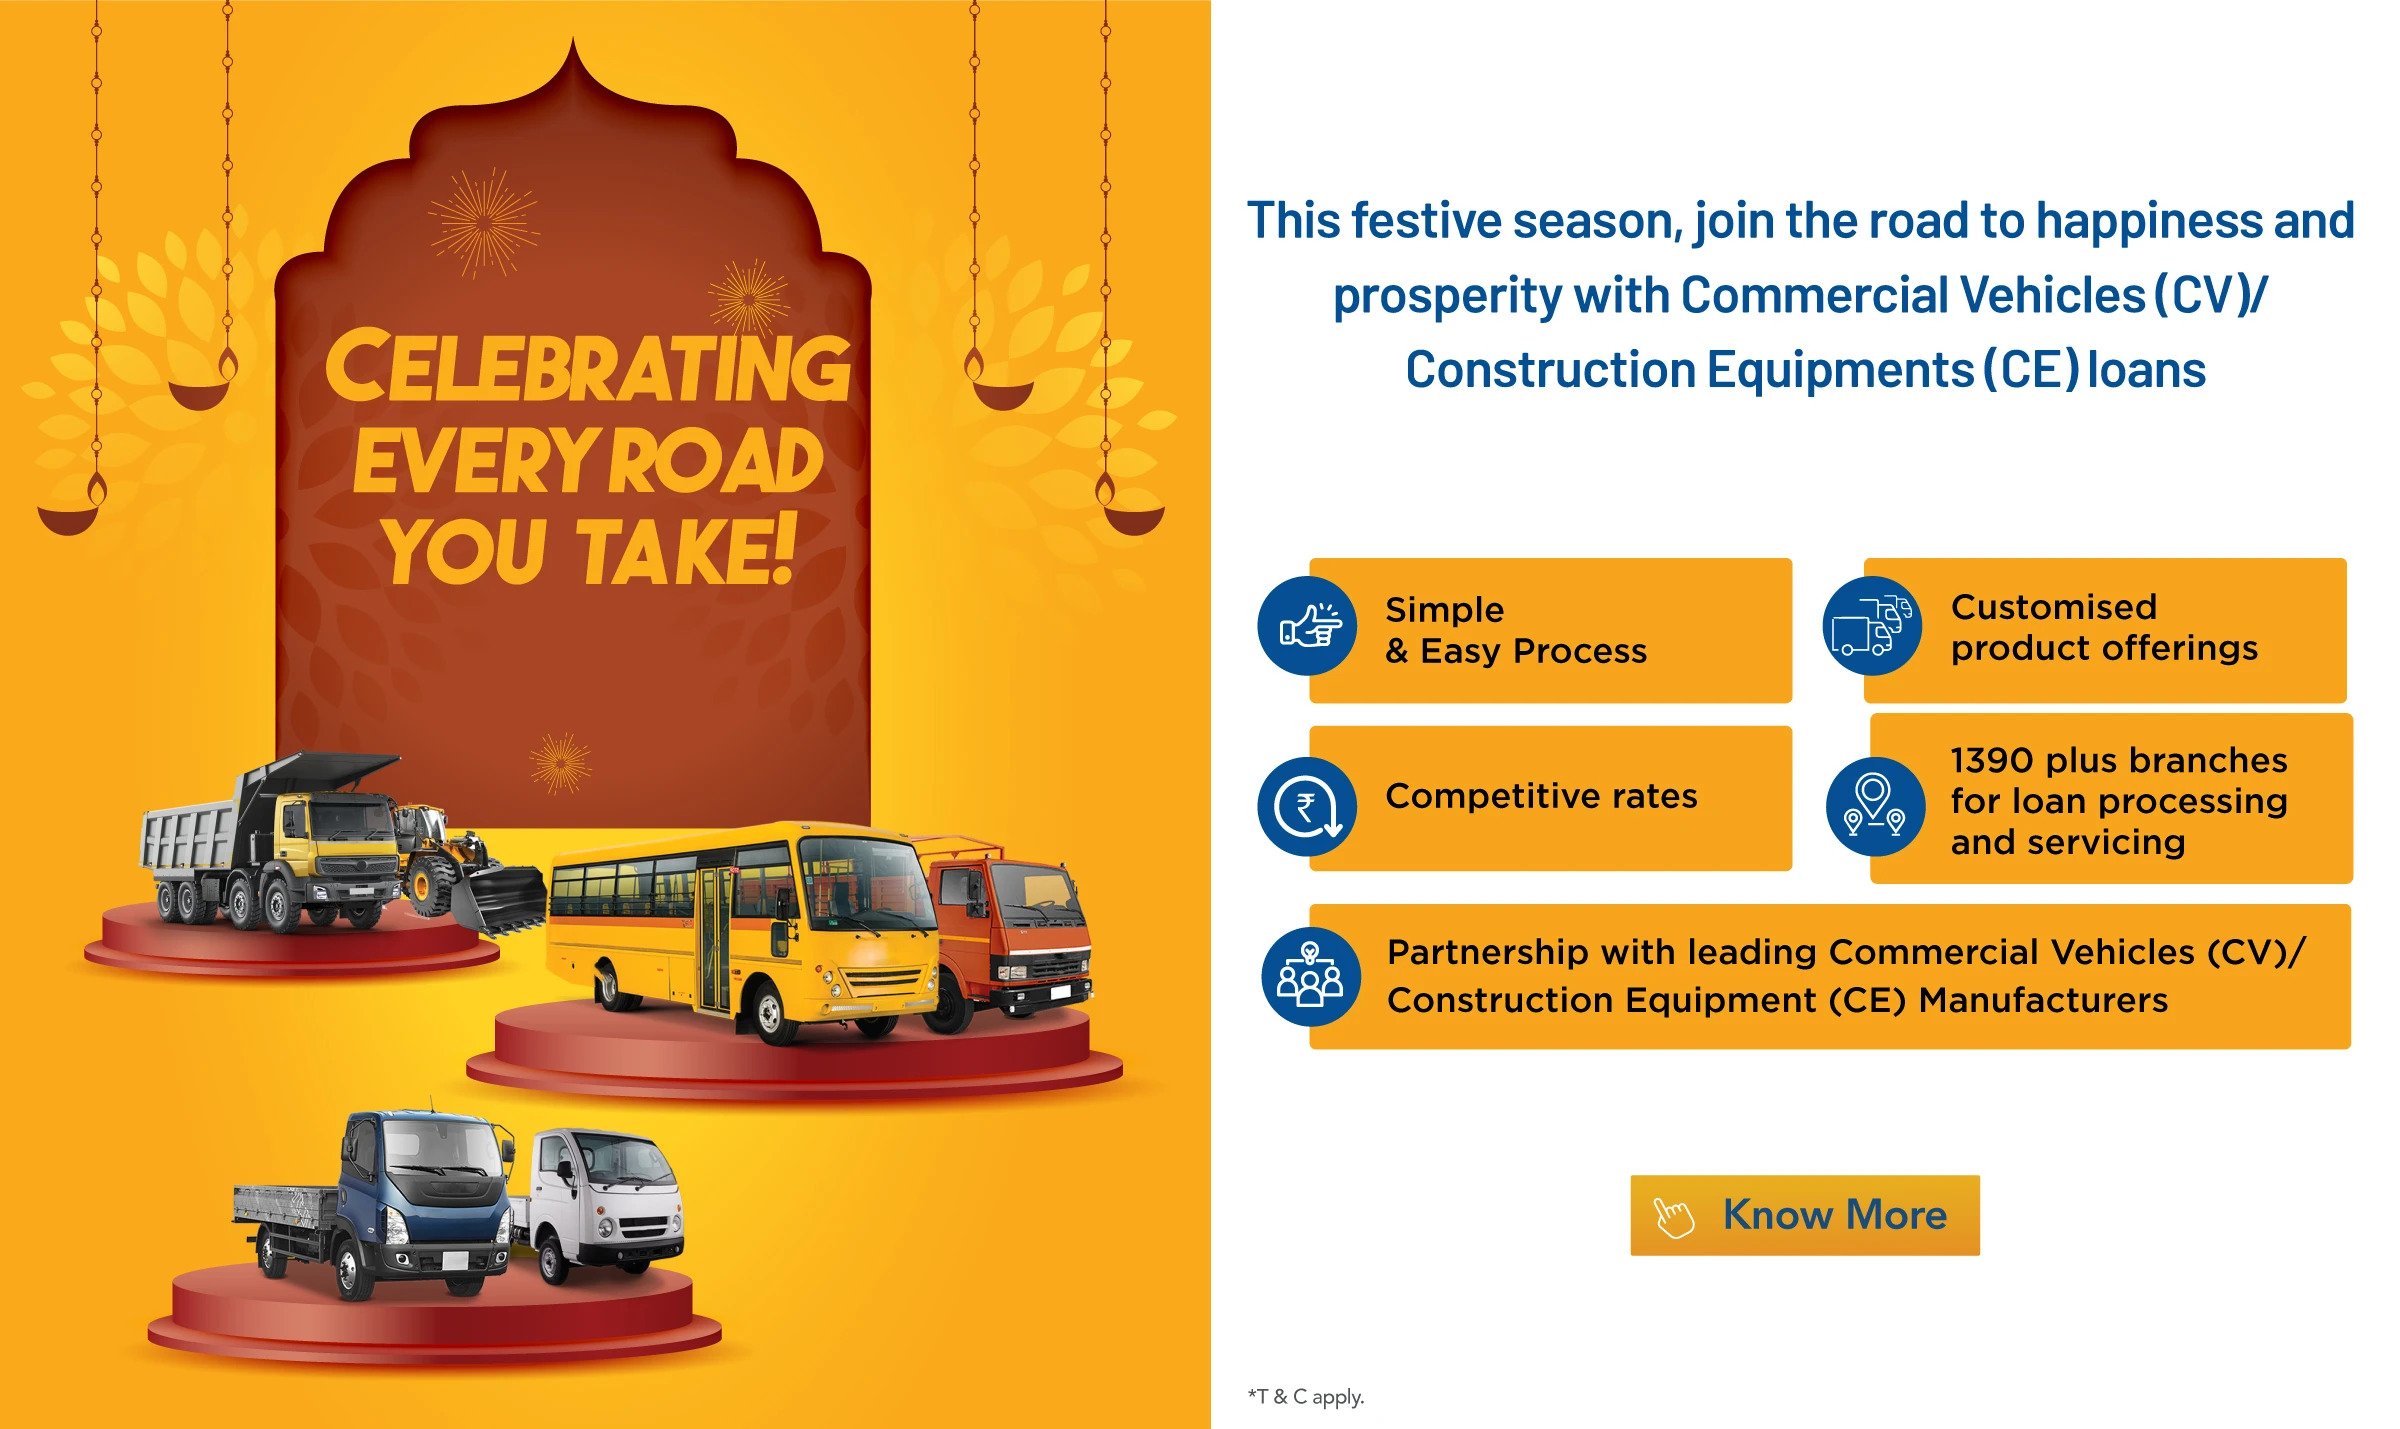 CELEBRATING
EVERY ROAD
YOU TAKE!
This festive season, join the road to happiness and
prosperity with Commercial Vehicles (CV)/
Construction Equipments (CE) loans
Simple
& Easy Process
Customised
product offerings
Competitive rates
1390 plus branches
for loan processing
and servicing
Partnership with leading Commercial Vehicles (CV)/
Construction Equipment (CE) Manufacturers
Know More
*T & C apply.